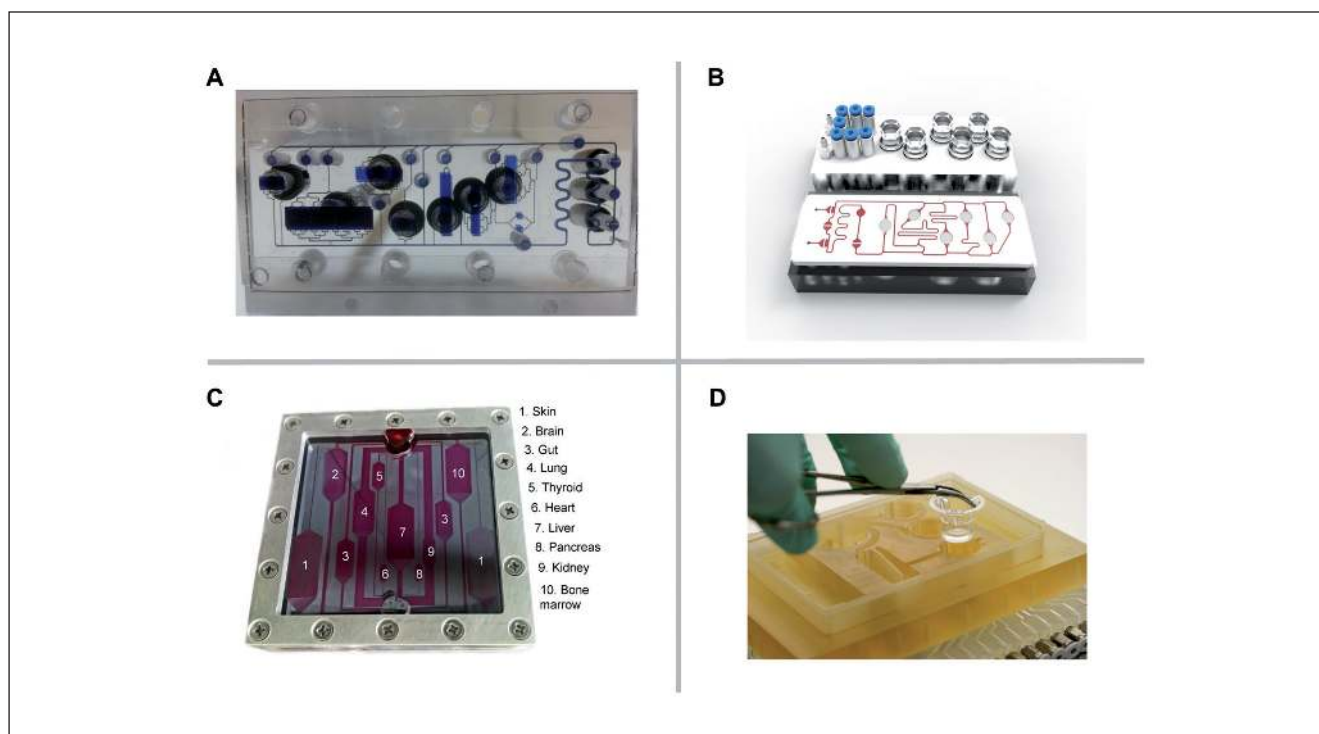 A
B
C
1. Skin
2. Brain
3. Gut
4. Lung
5. Thyroid
6. Heart
7. Liver
8. Pancreas
9. Kidney
10. Bone
marrow
2
5
10
4
3
7
3
9
1
6
8
1
D